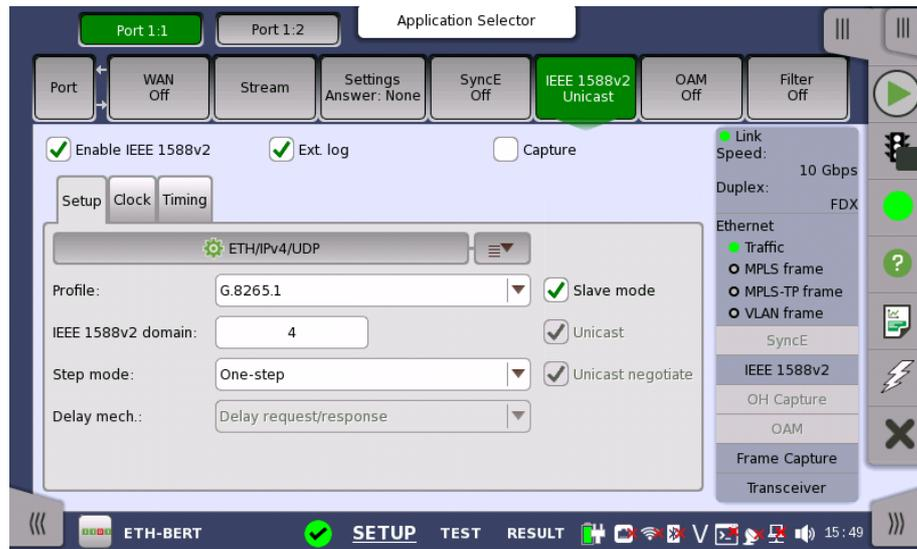 Application Selector
Port 1:1
Port 1:2
Port
WAN
Off
Stream
Settings
Answer: None
SyncE
Off
IEEE 1588v2
Unicast
OAM
Off
Filter
Off
Enable IEEE 1588v2
Ext. log
Capture
Setup
Clock
Timing
ETH/IPv4/UDP
Profile:
G.8265.1
Slave mode
IEEE 1588v2 domain:
4
Unicast
Step mode:
One-step
Unicast negotiate
Delay mech.:
Delay request/response
Link
Speed:
10 Gbps
Duplex:
FDX
Ethernet
Traffic
MPLS frame
MPLS-TP frame
VLAN frame
SyncE
IEEE 1588v2
OH Capture
OAM
Frame Capture
Transceiver
ETH-BERT
SETUP
TEST
RESULT
V
15:49